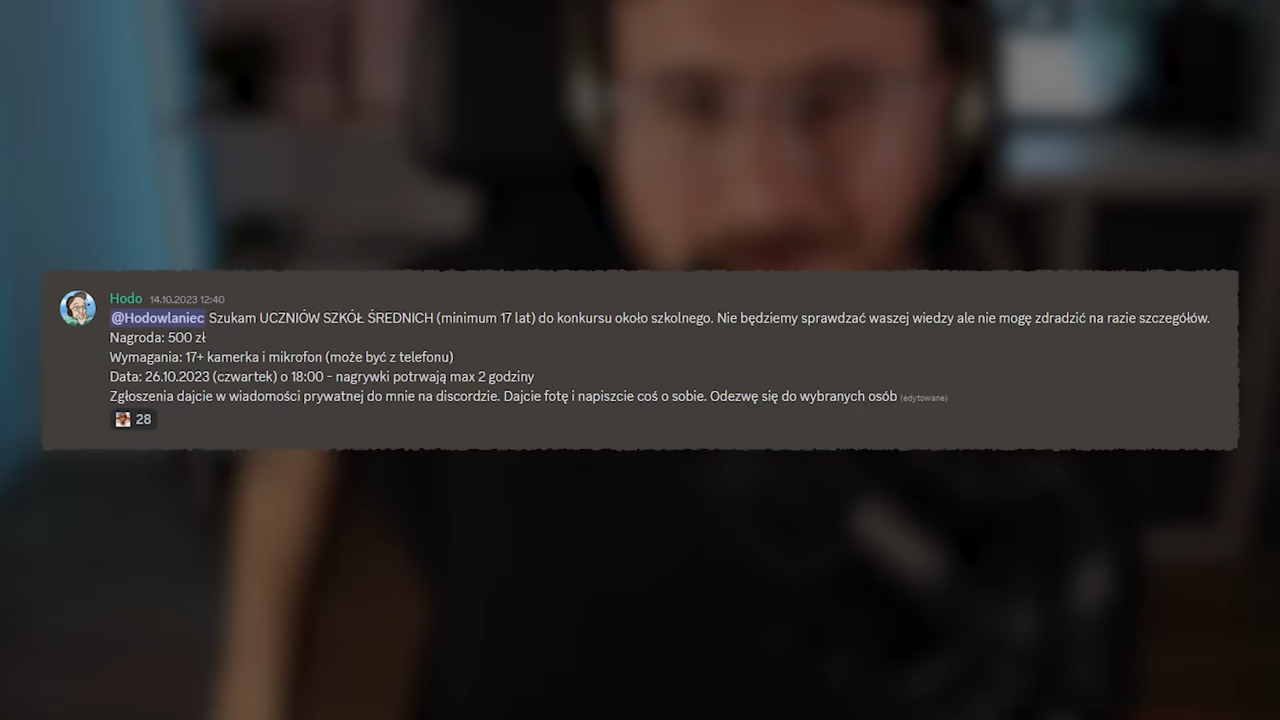 Hodo 14.10.2023 12:40
@Hodowlaniec Szukam UCZNIÓW SZKÓŁ ŚREDNICH (minimum 17 lat) do konkursu około szkolnego. Nie będziemy sprawdzać waszej wiedzy ale nie mogę zdradzić na razie szczegółów.
Nagroda: 500 zł
Wymagania: 17+ kamerka i mikrofon (może być z telefonu)
Data: 26.10.2023 (czwartek) o 18:00 - nagrywki potrwają max 2 godziny
Zgłoszenia dajcie w wiadomości prywatnej do mnie na discordzie. Dajcie fotę i napiszcie coś o sobie. Odezwę się do wybranych osób (edytowane)
28